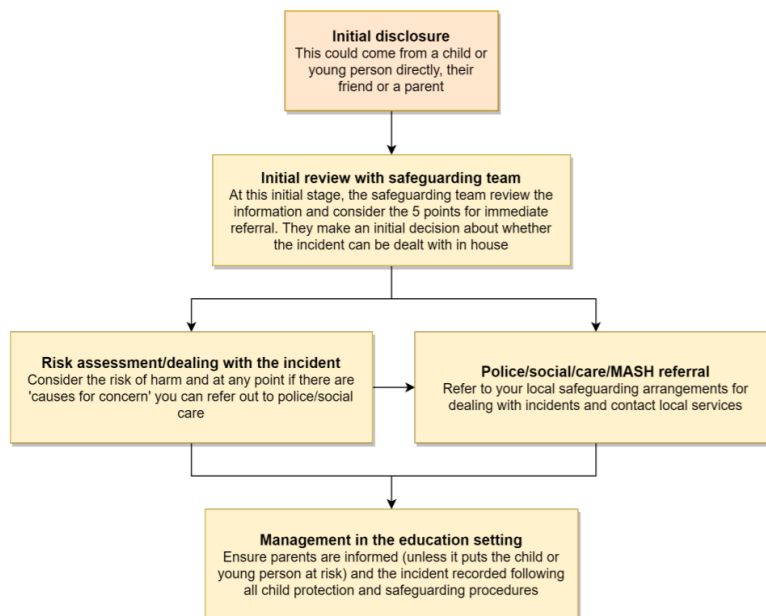 Initial disclosure
This could come from a child or
young person directly, their
friend or a parent
Initial review with safeguarding team
At this initial stage, the safeguarding team review the
information and consider the 5 points for immediate
referral. They make an initial decision about whether
the incident can be dealt with in house
Risk assessment/dealing with the incident
Consider the risk of harm and at any point if there are
'causes for concern' you can refer out to police/social
care
Police/social/care/MASH referral
Refer to your local safeguarding arrangements for
dealing with incidents and contact local services
Management in the education setting
Ensure parents are informed (unless it puts the child or
young person at risk) and the incident recorded following
all child protection and safeguarding procedures